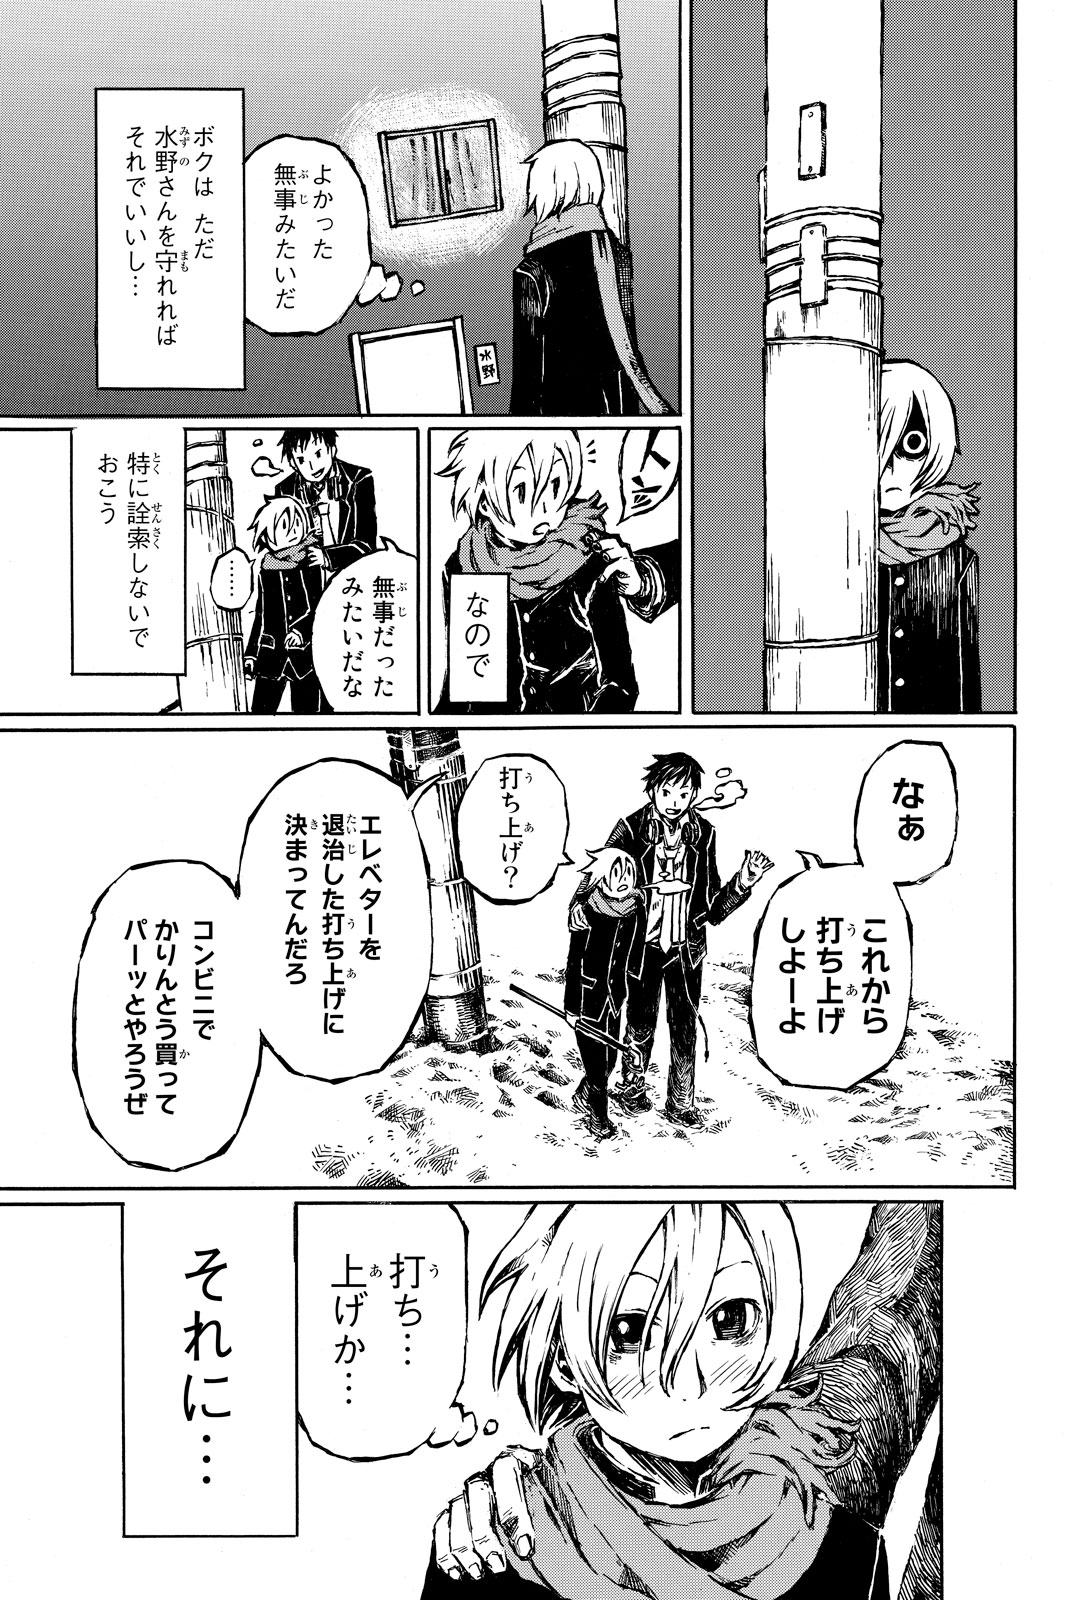 よかった
無事みたいだ
水野
ボクは ただ
水野さんを守れれば
それでいいし…
トン
なので
無事だった
みたいだな
……
特に詮索しないで
おこう
なぁ
これから
打ち上げ
しよーよ
打ち上げ?
エレベターを
退治した打ち上げに
決まってんだろ
コンビニで
かりんとう買って
パーッとやろうぜ
打ち…
上げか…
それに…